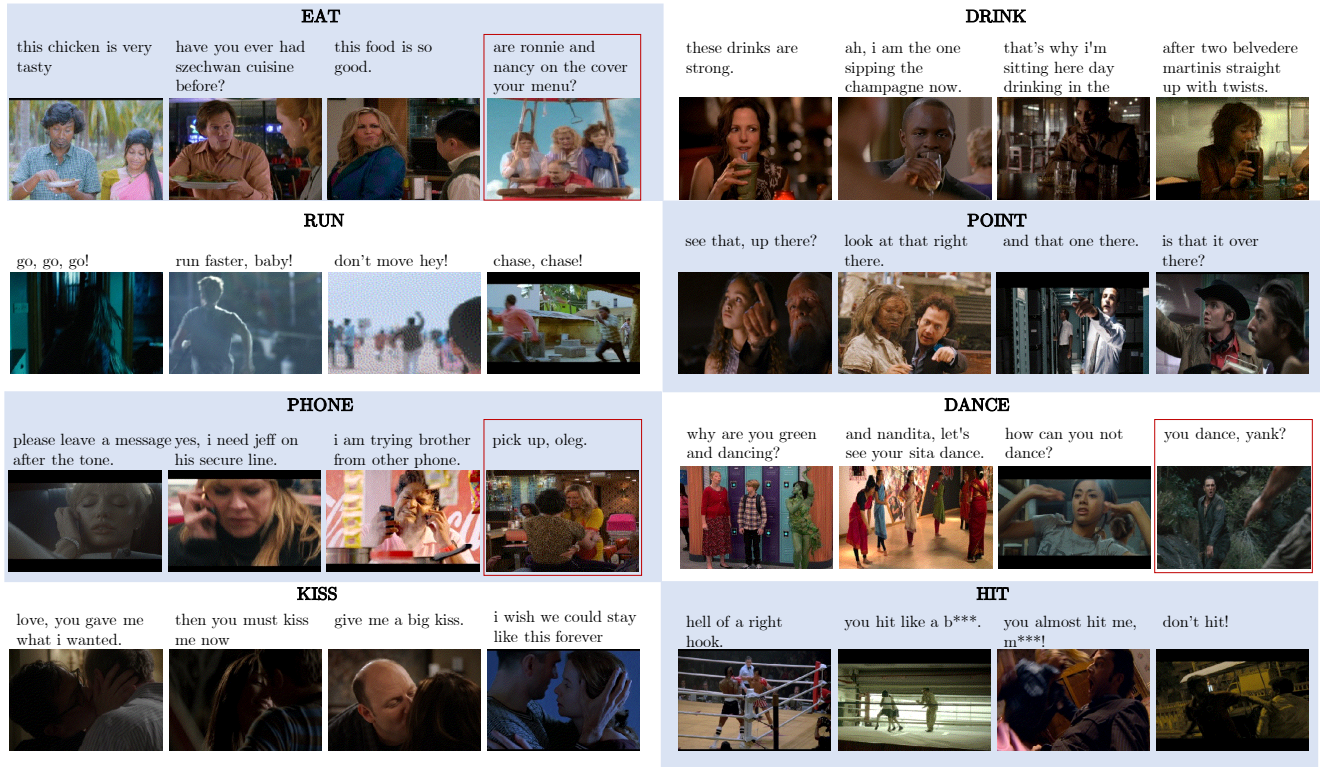 EAT
this chicken is very
tasty
have you ever had
szechwan cuisine
before?
this food is so
good.
are ronnie and
nancy on the cover
your menu?
DRINK
these drinks are
strong.
ah, i am the one
sipping the
champagne now.
that's why i'm
sitting here day
drinking in the
after two belvedere
martinis straight
up with twists.
RUN
go, go, go!
run faster, baby!
don't move hey!
chase, chase!
POINT
see that, up there?
look at that right
there.
and that one there.
is that it over
there?
PHONE
please leave a message
after the tone.
yes, i need jeff on
his secure line.
i am trying brother
from other phone.
pick up, oleg.
DANCE
why are you green
and dancing?
and nandita, let's
see your sita dance.
how can you not
dance?
you dance, yank?
KISS
love, you gave me
what i wanted.
then you must kiss
me now
give me a big kiss.
i wish we could stay
like this forever
HIT
hell of a right
hook.
you hit like a b***.
you almost hit me,
m***!
don't hit!